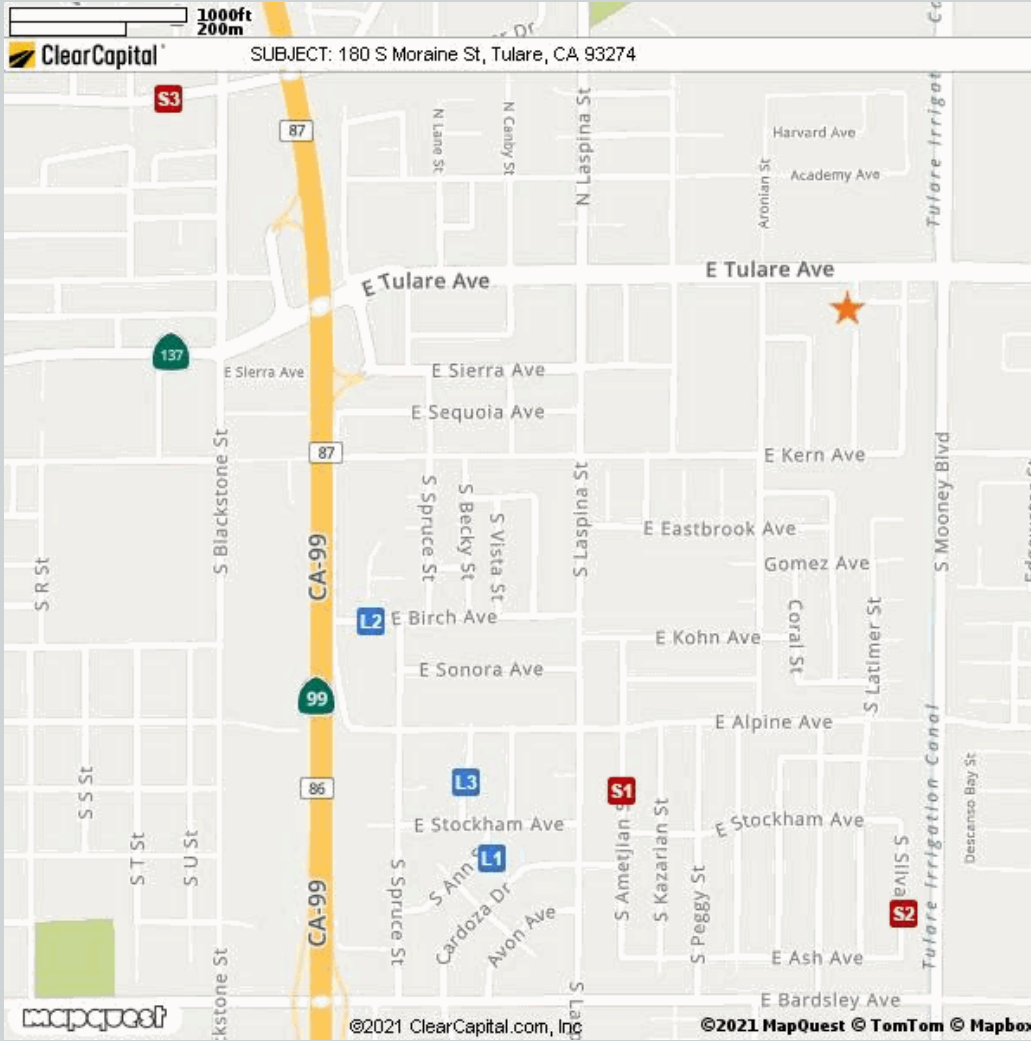 1000ft
200m
Dr
ClearCapital
SUBJECT: 180 S Moraine St, Tulare, CA 93274
S3
87
N Lane St
N Canby St
N Laspina St
Harvard Ave
Academy Ave
Aronian St
Tulare Irrigat
E Tulare Ave
E Tulare Ave
137
E Sierra Ave
E Sierra Ave
E Sequoia Ave
87
E Kern Ave
S Blackstone St
S Spruce St
S Becky St
S Vista St
S Laspina St
E Eastbrook Ave
Gomez Ave
S Mooney Blvd
CA-99
S R St
L2
E Birch Ave
E Kohn Ave
Coral St
S Latimer St
E Sonora Ave
99
E Alpine Ave
86
L3
S1
S S St
E Stockham Ave
E Stockham Ave
L1
S T St
S U St
S Ann S
Cardoza Dr
Avon Ave
S Spruce St
S Ametjian S
S Kazarian St
S Peggy St
S Silva
S2
Tulare Irrigation Canal
Descanso Bay St
CA-99
E Ash Ave
E Bardsley Ave
ckstone St
S La
mapquest
©2021 ClearCapital.com, Inc
©2021 MapQuest © TomTom © Mapbox